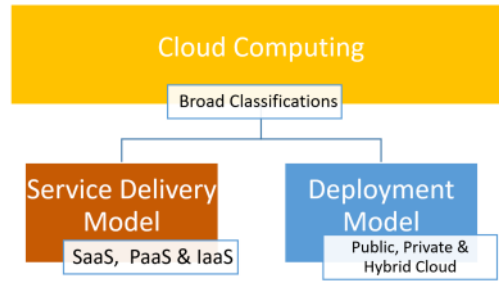 Cloud Computing
Broad Classifications
Service Delivery
Model
SaaS, PaaS & IaaS
Deployment
Model
Public, Private &
Hybrid Cloud